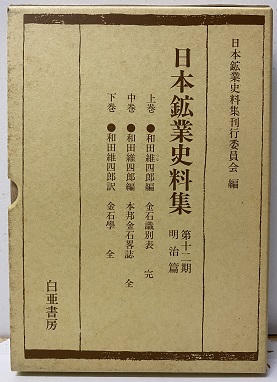 日本鉱業史料集刊行委員会 編
日本鉱業史料集 第十二期 明治篇
上巻 ●和田維四郎編 金石識別表 完
中巻 ●和田維四郎編 本邦金石畧誌 全
下巻 ●和田維四郎訳 金石學 全
白亜書房